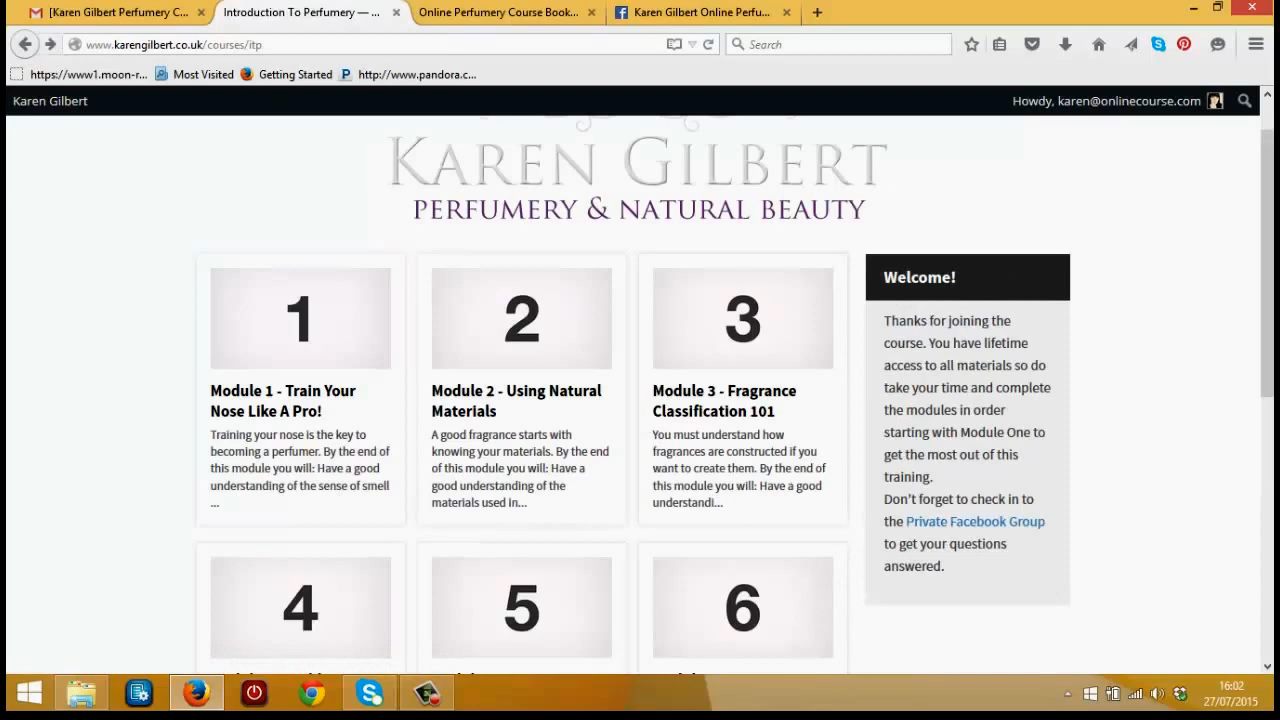 [Karen Gilbert Perfumery C... Introduction To Perfumery — ... Online Perfumery Course Book... Karen Gilbert Online Perfu...
www.karengilbert.co.uk/courses/itp Search
https://www1.moon-r... Most Visited Getting Started http://www.pandora.c...
Karen Gilbert Howdy, karen@onlinecourse.com
KAREN GILBERT
PERFUMERY & NATURAL BEAUTY
1
Module 1 - Train Your
Nose Like A Pro!
Training your nose is the key to
becoming a perfumer. By the end of
this module you will: Have a good
understanding of the sense of smell
...
2
Module 2 - Using Natural
Materials
A good fragrance starts with
knowing your materials. By the end
of this module you will: Have a
good understanding of the
materials used in...
3
Module 3 - Fragrance
Classification 101
You must understand how
fragrances are constructed if you
want to create them. By the end
of this module you will: Have a good
understandi...
Welcome!
Thanks for joining the
course. You have lifetime
access to all materials so do
take your time and complete
the modules in order
starting with Module One to
get the most out of this
training.
Don't forget to check in to
the Private Facebook Group
to get your questions
answered.
4
5
6
16:02
27/07/2015